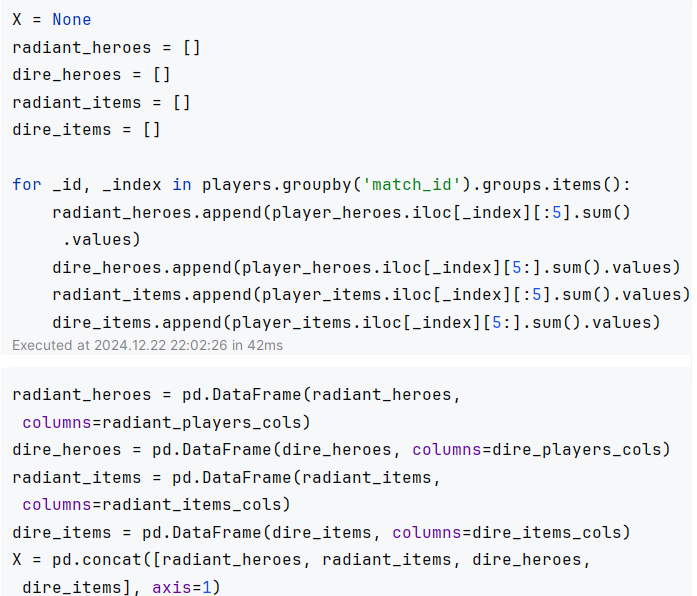 X = None
radiant_heroes = []
dire_heroes = []
radiant_items = []
dire_items = []

for _id, _index in players.groupby('match_id').groups.items():
    radiant_heroes.append(player_heroes.iloc[_index][:5].sum()
     .values)
    dire_heroes.append(player_heroes.iloc[_index][5:].sum().values)
    radiant_items.append(player_items.iloc[_index][:5].sum().values)
    dire_items.append(player_items.iloc[_index][5:].sum().values)
Executed at 2024.12.22 22:02:26 in 42ms

radiant_heroes = pd.DataFrame(radiant_heroes,
 columns=radiant_players_cols)
dire_heroes = pd.DataFrame(dire_heroes, columns=dire_players_cols)
radiant_items = pd.DataFrame(radiant_items,
 columns=radiant_items_cols)
dire_items = pd.DataFrame(dire_items, columns=dire_items_cols)
X = pd.concat([radiant_heroes, radiant_items, dire_heroes,
 dire_items], axis=1)